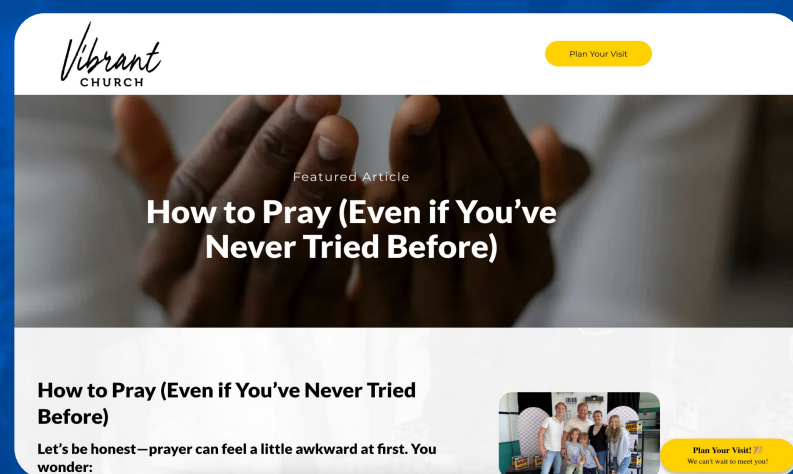 Vibrant
CHURCH
Plan Your Visit
Featured Article
How to Pray (Even if You’ve
Never Tried Before)
How to Pray (Even if You’ve Never Tried
Before)
Let’s be honest—prayer can feel a little awkward at first. You
wonder:
Plan Your Visit! 🎉
We can't wait to meet you!